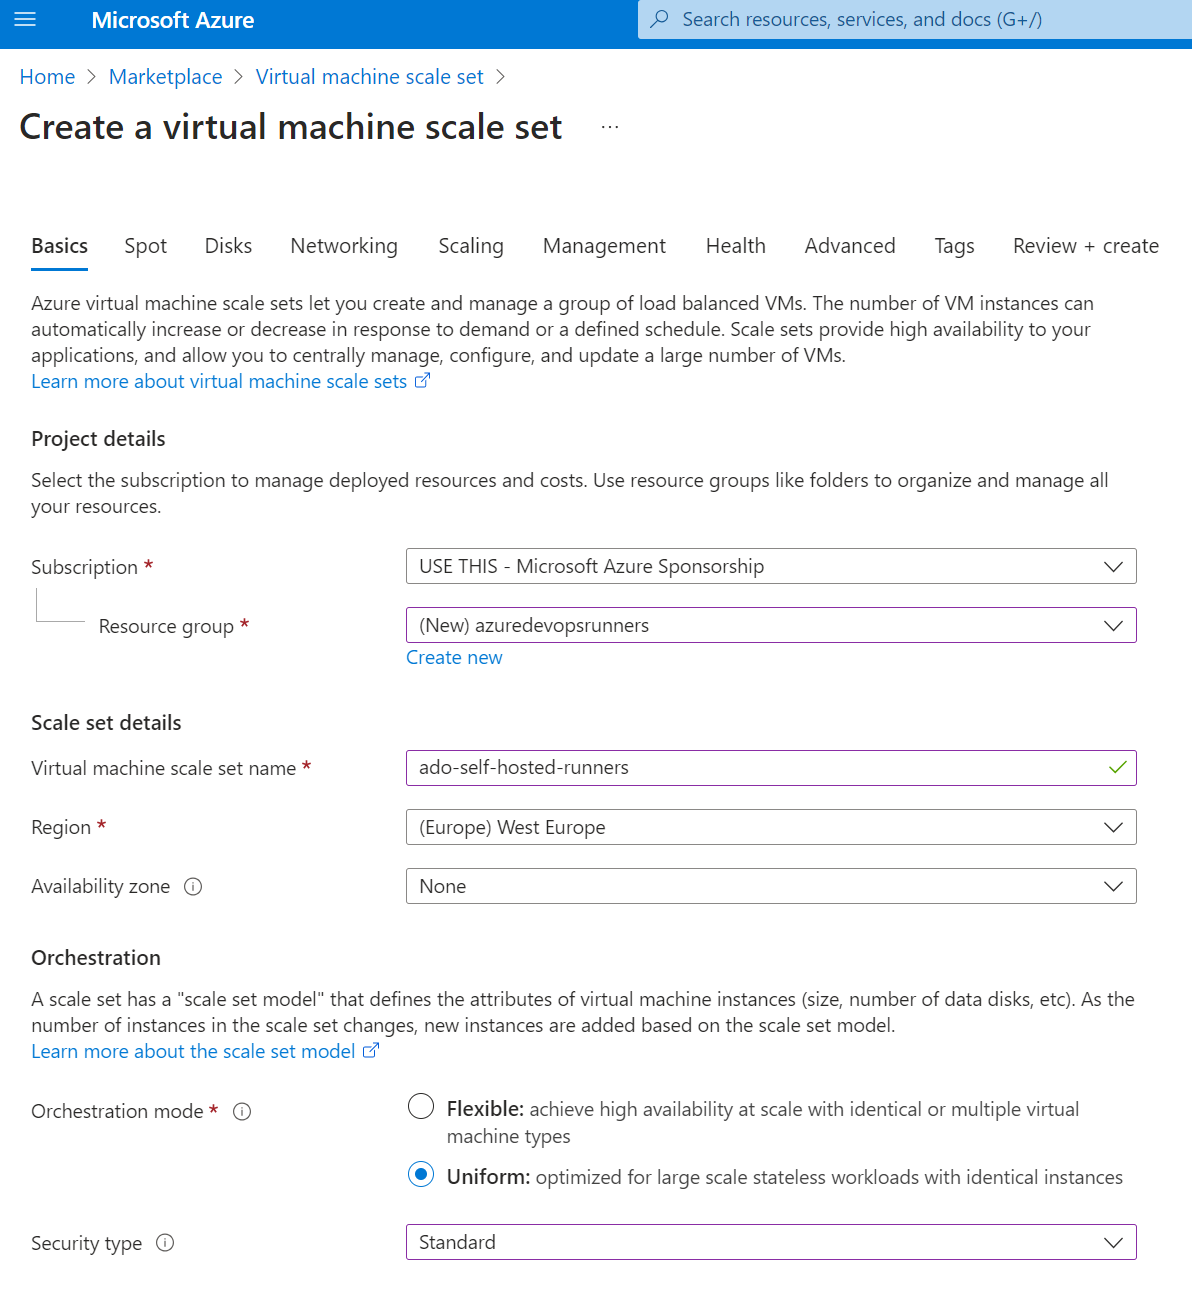 Microsoft Azure
Search resources, services, and docs (G+/)
Home > Marketplace > Virtual machine scale set >
Create a virtual machine scale set ...
Basics Spot Disks Networking Scaling Management Health Advanced Tags Review + create
Azure virtual machine scale sets let you create and manage a group of load balanced VMs. The number of VM instances can
automatically increase or decrease in response to demand or a defined schedule. Scale sets provide high availability to your
applications, and allow you to centrally manage, configure, and update a large number of VMs.
Learn more about virtual machine scale sets
Project details
Select the subscription to manage deployed resources and costs. Use resource groups like folders to organize and manage all
your resources.
Subscription * USE THIS - Microsoft Azure Sponsorship
Resource group * (New) azuredevopsrunners
Create new
Scale set details
Virtual machine scale set name * ado-self-hosted-runners
Region * (Europe) West Europe
Availability zone None
Orchestration
A scale set has a "scale set model" that defines the attributes of virtual machine instances (size, number of data disks, etc). As the
number of instances in the scale set changes, new instances are added based on the scale set model.
Learn more about the scale set model
Orchestration mode * Flexible: achieve high availability at scale with identical or multiple virtual
machine types
Uniform: optimized for large scale stateless workloads with identical instances
Security type Standard